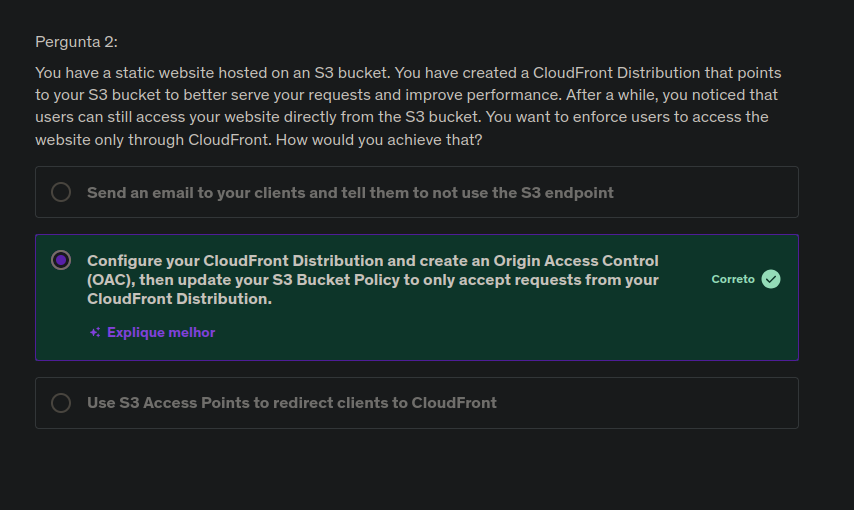 Pergunta 2:
You have a static website hosted on an S3 bucket. You have created a CloudFront Distribution that points
to your S3 bucket to better serve your requests and improve performance. After a while, you noticed that
users can still access your website directly from the S3 bucket. You want to enforce users to access the
website only through CloudFront. How would you achieve that?
Send an email to your clients and tell them to not use the S3 endpoint
Configure your CloudFront Distribution and create an Origin Access Control
(OAC), then update your S3 Bucket Policy to only accept requests from your
CloudFront Distribution.
Correto
Explique melhor
Use S3 Access Points to redirect clients to CloudFront